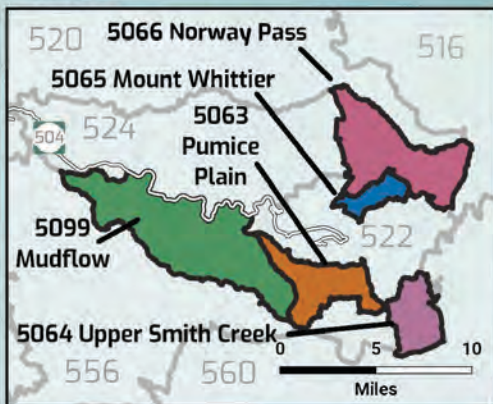 520
5066 Norway Pass
516
5065 Mount Whittier
504
524
5063
Pumice
Plain
5099
Mudflow
522
5064 Upper Smith Creek
0 5 10
Miles
556
560